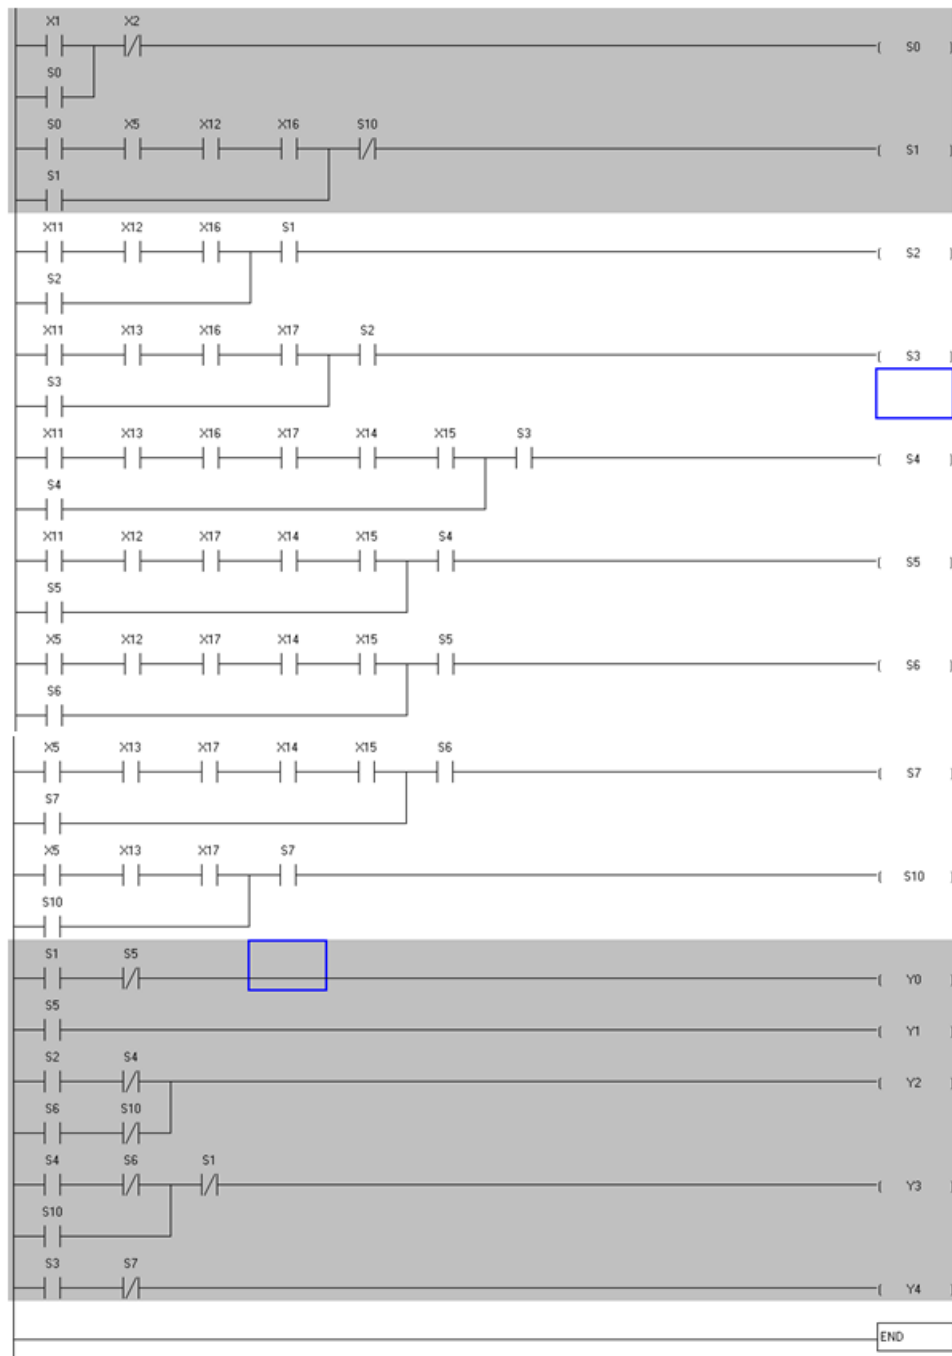 X1 X2
( S0 )
S0
S0 X5 X12 X16 S10
( S1 )
S1
X11 X12 X16 S1
( S2 )
S2
X11 X13 X16 X17 S2
( S3 )
S3
X11 X13 X16 X17 X14 X15 S3
( S4 )
S4
X11 X12 X17 X14 X15 S4
( S5 )
S5
X5 X12 X17 X14 X15 S5
( S6 )
S6
X5 X13 X17 X14 X15 S6
( S7 )
S7
X5 X13 X17 S7
( S10 )
S10
S1 S5
( Y0 )
S5
( Y1 )
S2 S4
( Y2 )
S6 S10
S4 S6 S1
( Y3 )
S10
S3 S7
( Y4 )
END